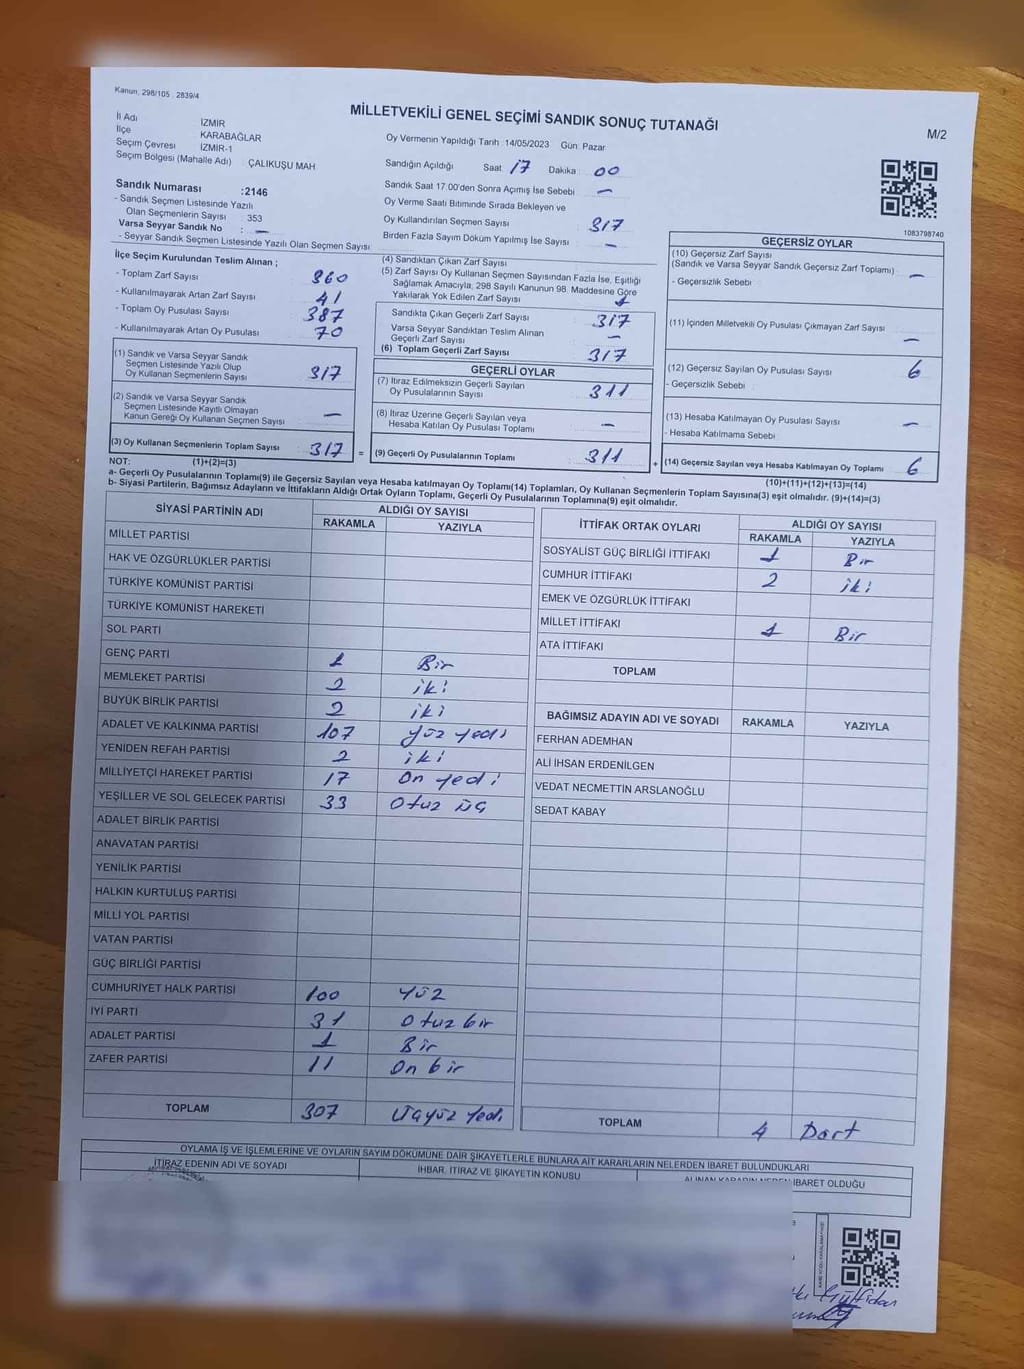 Kanun: 298/105 2839/4
MİLLETVEKİLİ GENEL SEÇİMİ SANDIK SONUÇ TUTANAĞI
M/2
İl Adı İZMİR
İlçe KARABAĞLAR
Seçim Çevresi İZMİR-1
Seçim Bölgesi (Mahalle Adı) : ÇALIKUŞU MAH
Sandık Numarası :2146
- Sandık Seçmen Listesinde Yazılı
Olan Seçmenlerin Sayısı : 353
Varsa Seyyar Sandık No : —
- Seyyar Sandık Seçmen Listesinde Yazılı Olan Seçmen Sayısı
Oy Vermenin Yapıldığı Tarih :14/05/2023 Gün: Pazar
Sandığın Açıldığı Saat: 17 Dakika: 00
Sandık Saat 17:00'den Sonra Açılmış İse Sebebi —
Oy Verme Saati Bitiminde Sırada Bekleyen ve
Oy Kullandırılan Seçmen Sayısı 317
Birden Fazla Sayım Döküm Yapılmış İse Sayısı —
1083798740
İlçe Seçim Kurulundan Teslim Alınan ;
- Toplam Zarf Sayısı 360
- Kullanılmayarak Artan Zarf Sayısı 41
- Toplam Oy Pusulası Sayısı 387
- Kullanılmayarak Artan Oy Pusulası 70
(1) Sandık ve Varsa Seyyar Sandık
Seçmen Listesinde Yazılı Olup
Oy Kullanan Seçmenlerin Sayısı 317
(2) Sandık ve Varsa Seyyar Sandık
Seçmen Listesinde Kayıtlı Olmayan
Kanun Gereği Oy Kullanan Seçmen Sayısı —
(3) Oy Kullanan Seçmenlerin Toplam Sayısı 317 =
(4) Sandıktan Çıkan Zarf Sayısı
(5) Zarf Sayısı Oy Kullanan Seçmen Sayısından Fazla İse, Eşitliği
Sağlamak Amacıyla, 298 Sayılı Kanunun 98. Maddesine Göre
Yakılarak Yok Edilen Zarf Sayısı
Sandıkta Çıkan Geçerli Zarf Sayısı 317
Varsa Seyyar Sandıktan Teslim Alınan
Geçerli Zarf Sayısı —
(6) Toplam Geçerli Zarf Sayısı 317
GEÇERLİ OYLAR
(7) İtiraz Edilmeksizin Geçerli Sayılan
Oy Pusulalarının Sayısı 311
(8) İtiraz Üzerine Geçerli Sayılan veya
Hesaba Katılan Oy Pusulası Toplamı —
(9) Geçerli Oy Pusulalarının Toplamı 311 +
GEÇERSİZ OYLAR
(10) Geçersiz Zarf Sayısı
(Sandık ve Varsa Seyyar Sandık Geçersiz Zarf Toplamı) —
- Geçersizlik Sebebi :
(11) İçinden Milletvekili Oy Pusulası Çıkmayan Zarf Sayısı —
(12) Geçersiz Sayılan Oy Pusulası Sayısı 6
- Geçersizlik Sebebi :
(13) Hesaba Katılmayan Oy Pusulası Sayısı —
- Hesaba Katılmama Sebebi :
(14) Geçersiz Sayılan veya Hesaba Katılmayan Oy Toplamı 6
NOT: (1)+(2)=(3)
(10)+(11)+(12)+(13)=(14)
a- Geçerli Oy Pusulaları Toplamı(9) ile Geçersiz Sayılan veya Hesaba katılmayan Oy Toplamı(14) Toplamları, Oy Kullanan Seçmenlerin Toplam Sayısına(3) eşit olmalıdır. (9)+(14)=(3)
b- Siyasi Partilerin, Bağımsız Adayların ve İttifakların Aldığı Ortak Oyların Toplamı, Geçerli Oy Pusulalarının Toplamına(9) eşit olmalıdır.
SİYASİ PARTİNİN ADI ALDIĞI OY SAYISI
RAKAMLA YAZIYLA
MİLLET PARTİSİ
HAK VE ÖZGÜRLÜKLER PARTİSİ
TÜRKİYE KOMÜNİST PARTİSİ
TÜRKİYE KOMÜNİST HAREKETİ
SOL PARTİ
GENÇ PARTİ 1 Bir
MEMLEKET PARTİSİ 2 iki
BÜYÜK BİRLİK PARTİSİ 2 iki
ADALET VE KALKINMA PARTİSİ 107 yüz yedi
YENİDEN REFAH PARTİSİ 2 iki
MİLLİYETÇİ HAREKET PARTİSİ 17 On yedi
YEŞİLLER VE SOL GELECEK PARTİSİ 33 Otuz üç
ADALET BİRLİK PARTİSİ
ANAVATAN PARTİSİ
YENİLİK PARTİSİ
HALKIN KURTULUŞ PARTİSİ
MİLLİ YOL PARTİSİ
VATAN PARTİSİ
GÜÇ BİRLİĞİ PARTİSİ
CUMHURİYET HALK PARTİSİ 100 Yüz
İYİ PARTİ 31 Otuz bir
ADALET PARTİSİ 1 Bir
ZAFER PARTİSİ 11 On bir
TOPLAM 307 Üçyüz Yedi
İTTİFAK ORTAK OYLARI ALDIĞI OY SAYISI
RAKAMLA YAZIYLA
SOSYALİST GÜÇ BİRLİĞİ İTTİFAKI 1 Bir
CUMHUR İTTİFAKI 2 iki
EMEK VE ÖZGÜRLÜK İTTİFAKI
MİLLET İTTİFAKI 1 Bir
ATA İTTİFAKI
TOPLAM
BAĞIMSIZ ADAYIN ADI VE SOYADI RAKAMLA YAZIYLA
FERHAN ADEMHAN
ALİ İHSAN ERDENİLGEN
VEDAT NECMETTİN ARSLANOĞLU
SEDAT KABAY
TOPLAM 4 Dört
OYLAMA İŞ VE İŞLEMLERİNE VE OYLARIN SAYIM DÖKÜMÜNE DAİR ŞİKAYETLERLE BUNLARA AİT KARARLARIN NELERDEN İBARET BULUNDUKLARI
İTİRAZ EDENİN ADI VE SOYADI İHBAR, İTİRAZ VE ŞİKAYETİN KONUSU ALINAN KARARIN NEDEN İBARET OLDUĞU